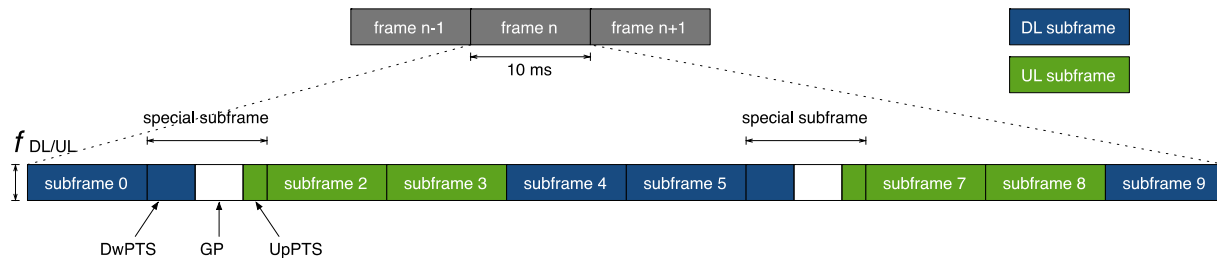 frame n-1 frame n frame n+1 DL subframe
10 ms
UL subframe
special subframe special subframe
f DL/UL
subframe 0 subframe 2 subframe 3 subframe 4 subframe 5 subframe 7 subframe 8 subframe 9
DwPTS GP UpPTS